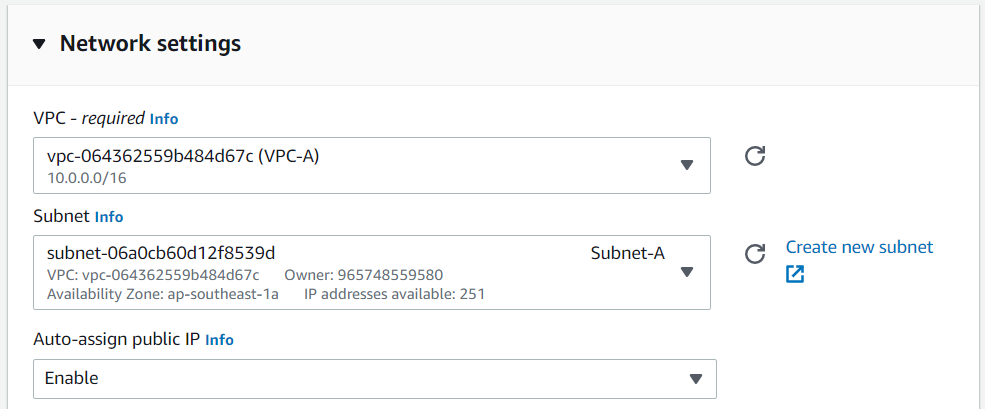 Network settings
VPC - required Info
vpc-064362559b484d67c (VPC-A)
10.0.0.0/16
Subnet Info
subnet-06a0cb60d12f8539d Subnet-A
VPC: vpc-064362559b484d67c Owner: 965748559580
Availability Zone: ap-southeast-1a IP addresses available: 251
Create new subnet
Auto-assign public IP Info
Enable